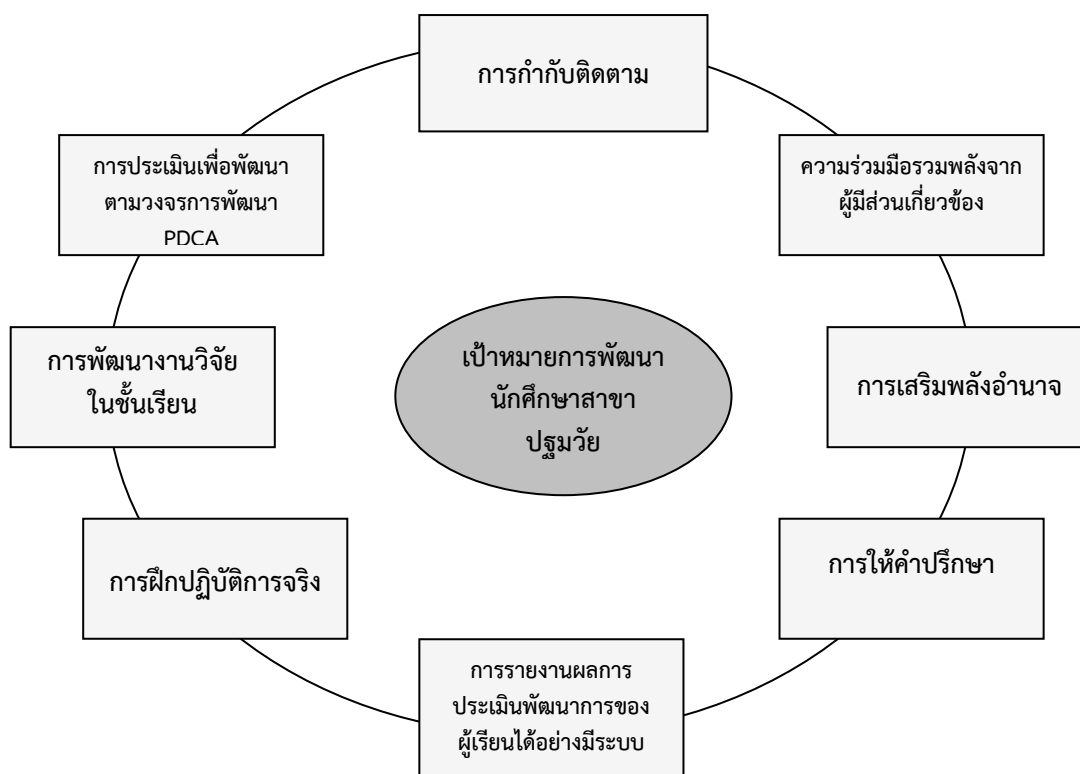 การกำกับติดตาม
ความร่วมมือรวมพลังจาก
ผู้มีส่วนเกี่ยวข้อง
การเสริมพลังอำนาจ
การให้คำปรึกษา
การรายงานผลการ
ประเมินพัฒนาการของ
ผู้เรียนได้อย่างมีระบบ
การฝึกปฏิบัติการจริง
การพัฒนางานวิจัย
ในชั้นเรียน
การประเมินเพื่อพัฒนา
ตามวงจรการพัฒนา
PDCA
เป้าหมายการพัฒนา
นักศึกษาสาขา
ปฐมวัย